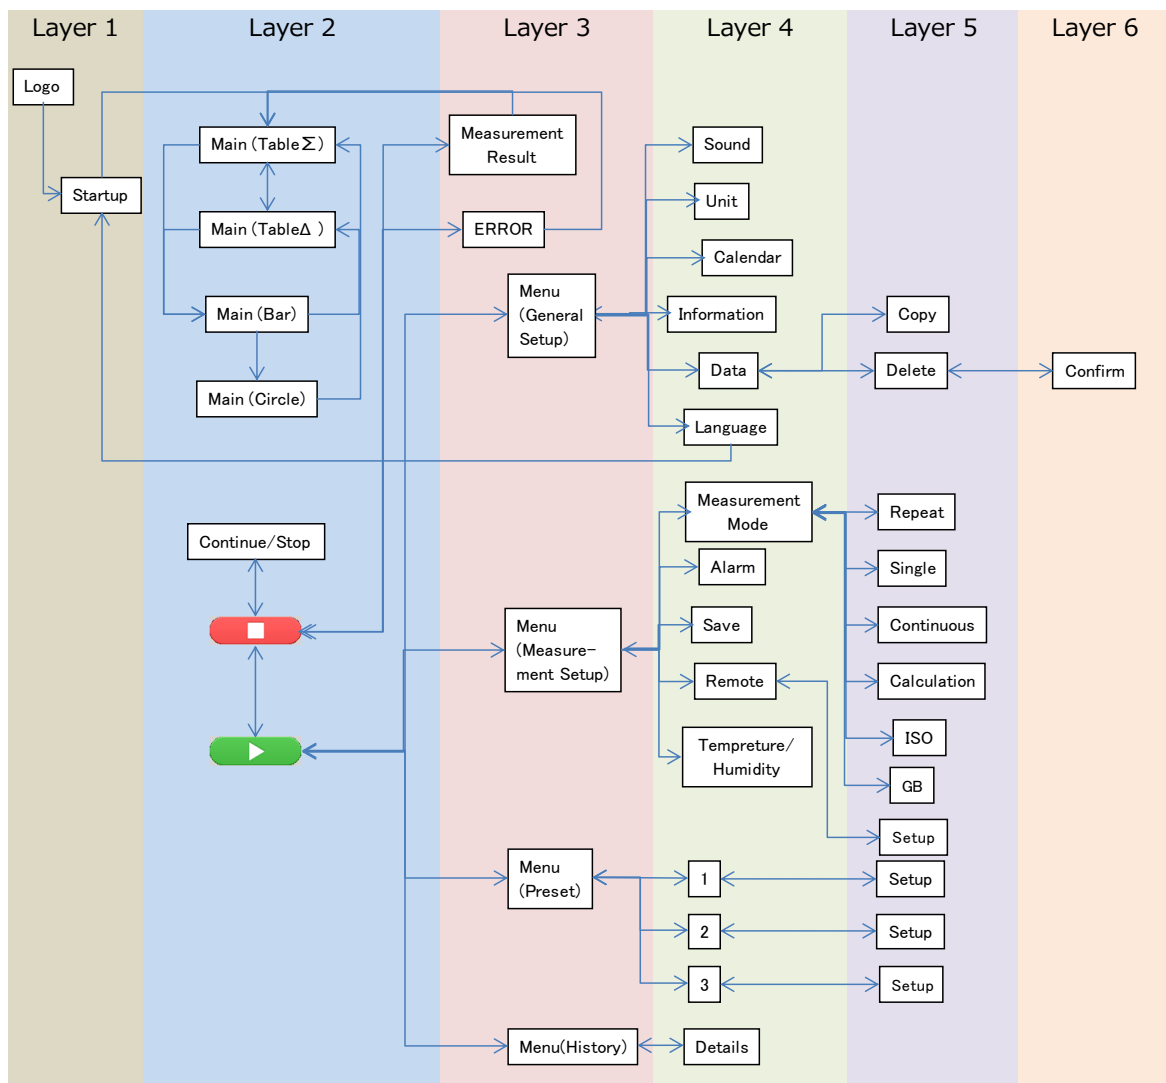 Layer 1
Layer 2
Layer 3
Layer 4
Layer 5
Layer 6
Logo
Startup
Main (TableΣ)
Main (TableΔ )
Main (Bar)
Main (Circle)
Continue/Stop
Measurement
Result
ERROR
Menu
(General
Setup)
Menu
(Measure-
ment Setup)
Menu
(Preset)
Menu(History)
Sound
Unit
Calendar
Information
Data
Language
Measurement
Mode
Alarm
Save
Remote
Tempreture/
Humidity
1
2
3
Details
Copy
Delete
Repeat
Single
Continuous
Calculation
ISO
GB
Setup
Setup
Setup
Setup
Confirm